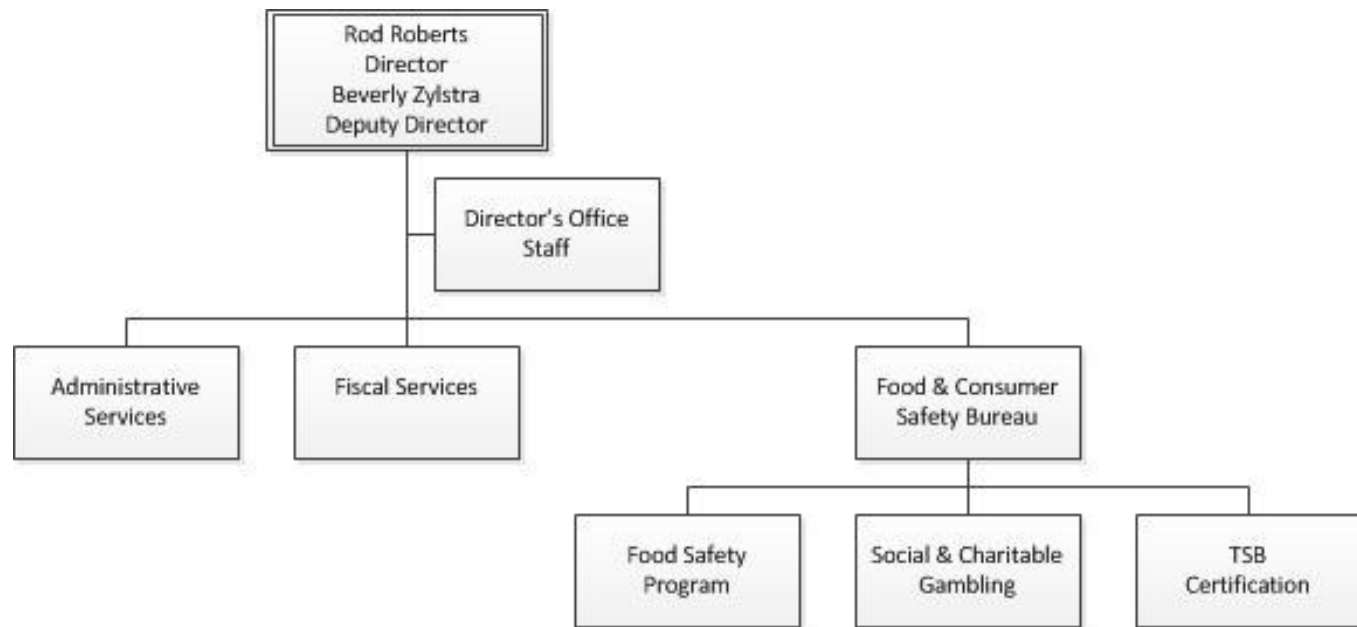 Rod Roberts
Director
Beverly Zylstra
Deputy Director
Director's Office
Staff
Administrative
Services
Fiscal Services
Food & Consumer
Safety Bureau
Food Safety
Program
Social & Charitable
Gambling
TSB
Certification